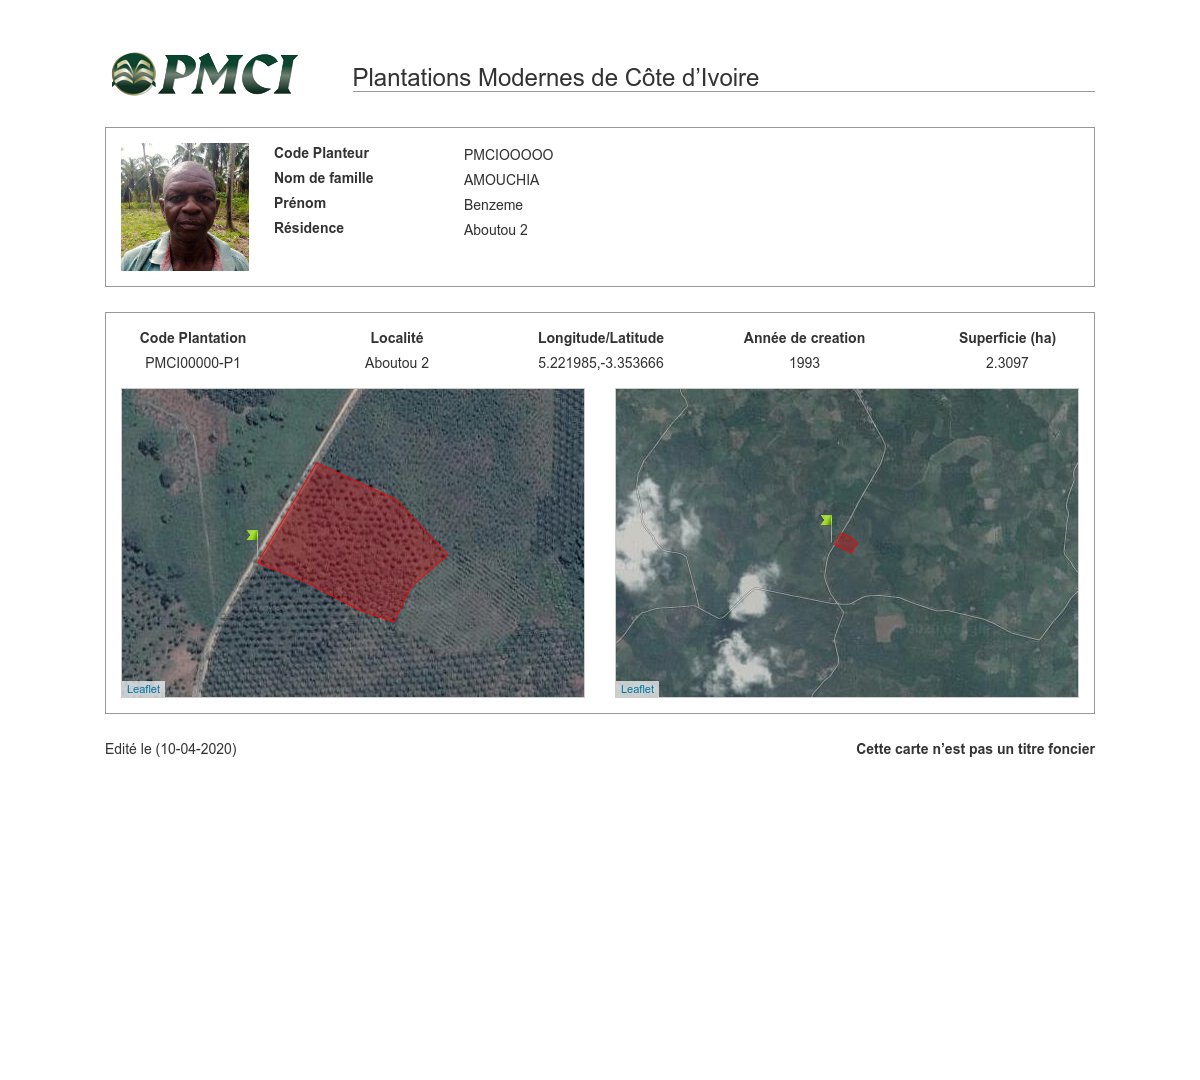 PMCI
Plantations Modernes de Côte d’Ivoire
Code Planteur PMCIOOOOO
Nom de famille AMOUCHIA
Prénom Benzeme
Résidence Aboutou 2
Code Plantation Localité Longitude/Latitude Année de creation Superficie (ha)
PMCI00000-P1 Aboutou 2 5.221985,-3.353666 1993 2.3097
Leaflet Leaflet
Edité le (10-04-2020) Cette carte n’est pas un titre foncier